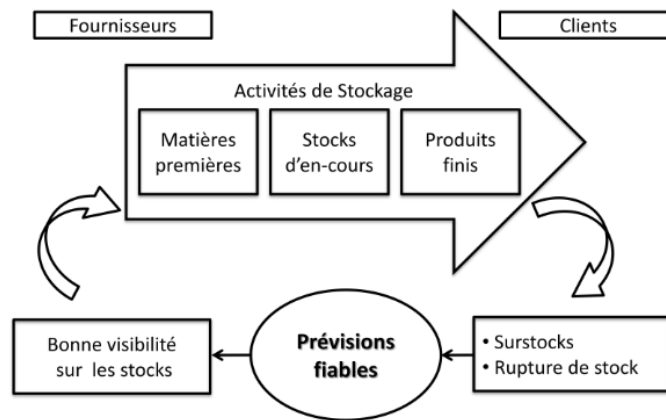 Fournisseurs
Clients
Activités de Stockage
Matières
premières
Stocks
d'en-cours
Produits
finis
Bonne visibilité
sur les stocks
Prévisions
fiables
• Surstocks
• Rupture de stock